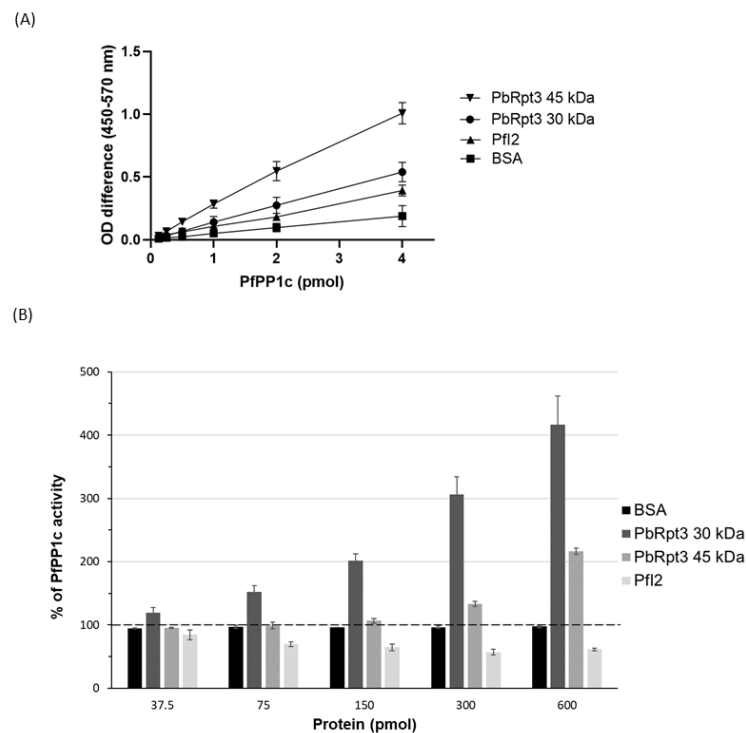 (A)
1.5
1.0
0.5
0.0
OD difference (450-570 nm)
0 1 2 3 4
PfPP1c (pmol)
PbRpt3 45 kDa
PbRpt3 30 kDa
PfI2
BSA
(B)
500
400
300
200
100
0
% of PfPP1c activity
37.5 75 150 300 600
Protein (pmol)
BSA
PbRpt3 30 kDa
PbRpt3 45 kDa
PfI2